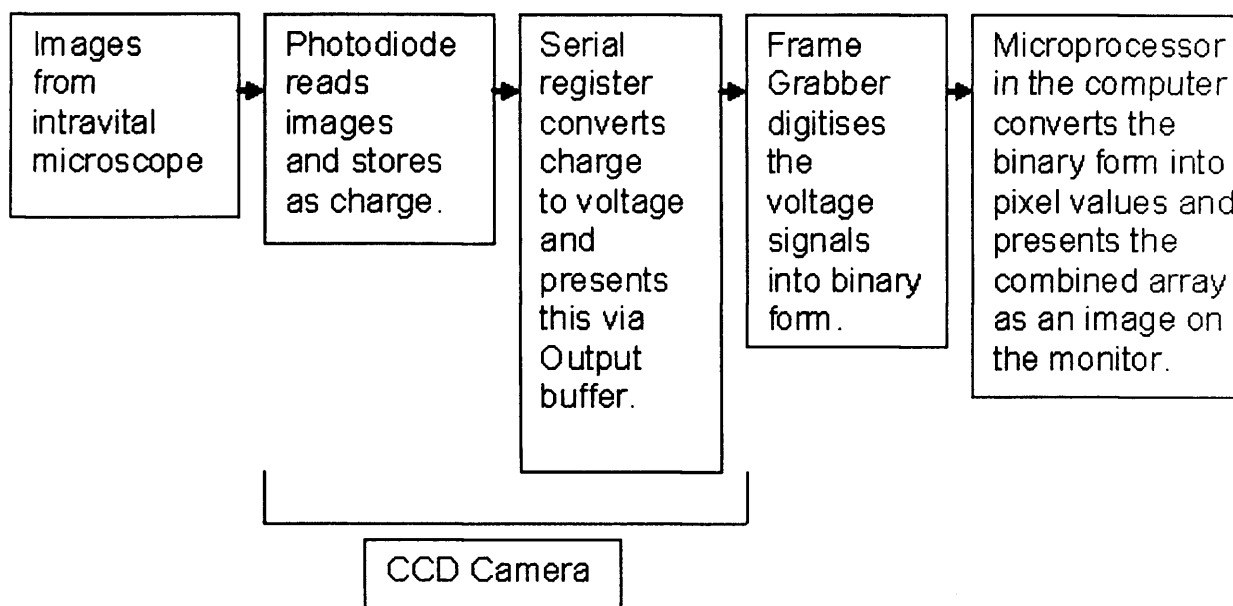 Images
from
intravital
microscope
Photodiode
reads
images
and stores
as charge.
Serial
register
converts
charge
to voltage
and
presents
this via
Output
buffer.
Frame
Grabber
digitises
the
voltage
signals
into binary
form.
Microprocessor
in the computer
converts the
binary form into
pixel values and
presents the
combined array
as an image on
the monitor.
CCD Camera